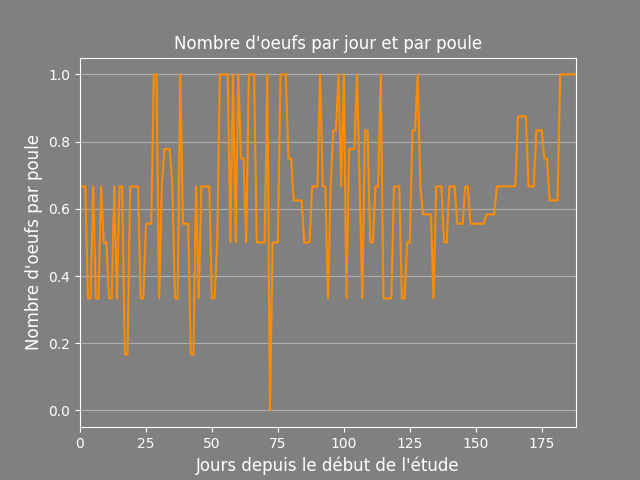 Nombre d'oeufs par jour et par poule
Nombre d'oeufs par poule
1.0
0.8
0.6
0.4
0.2
0.0
0 25 50 75 100 125 150 175
Jours depuis le début de l'étude